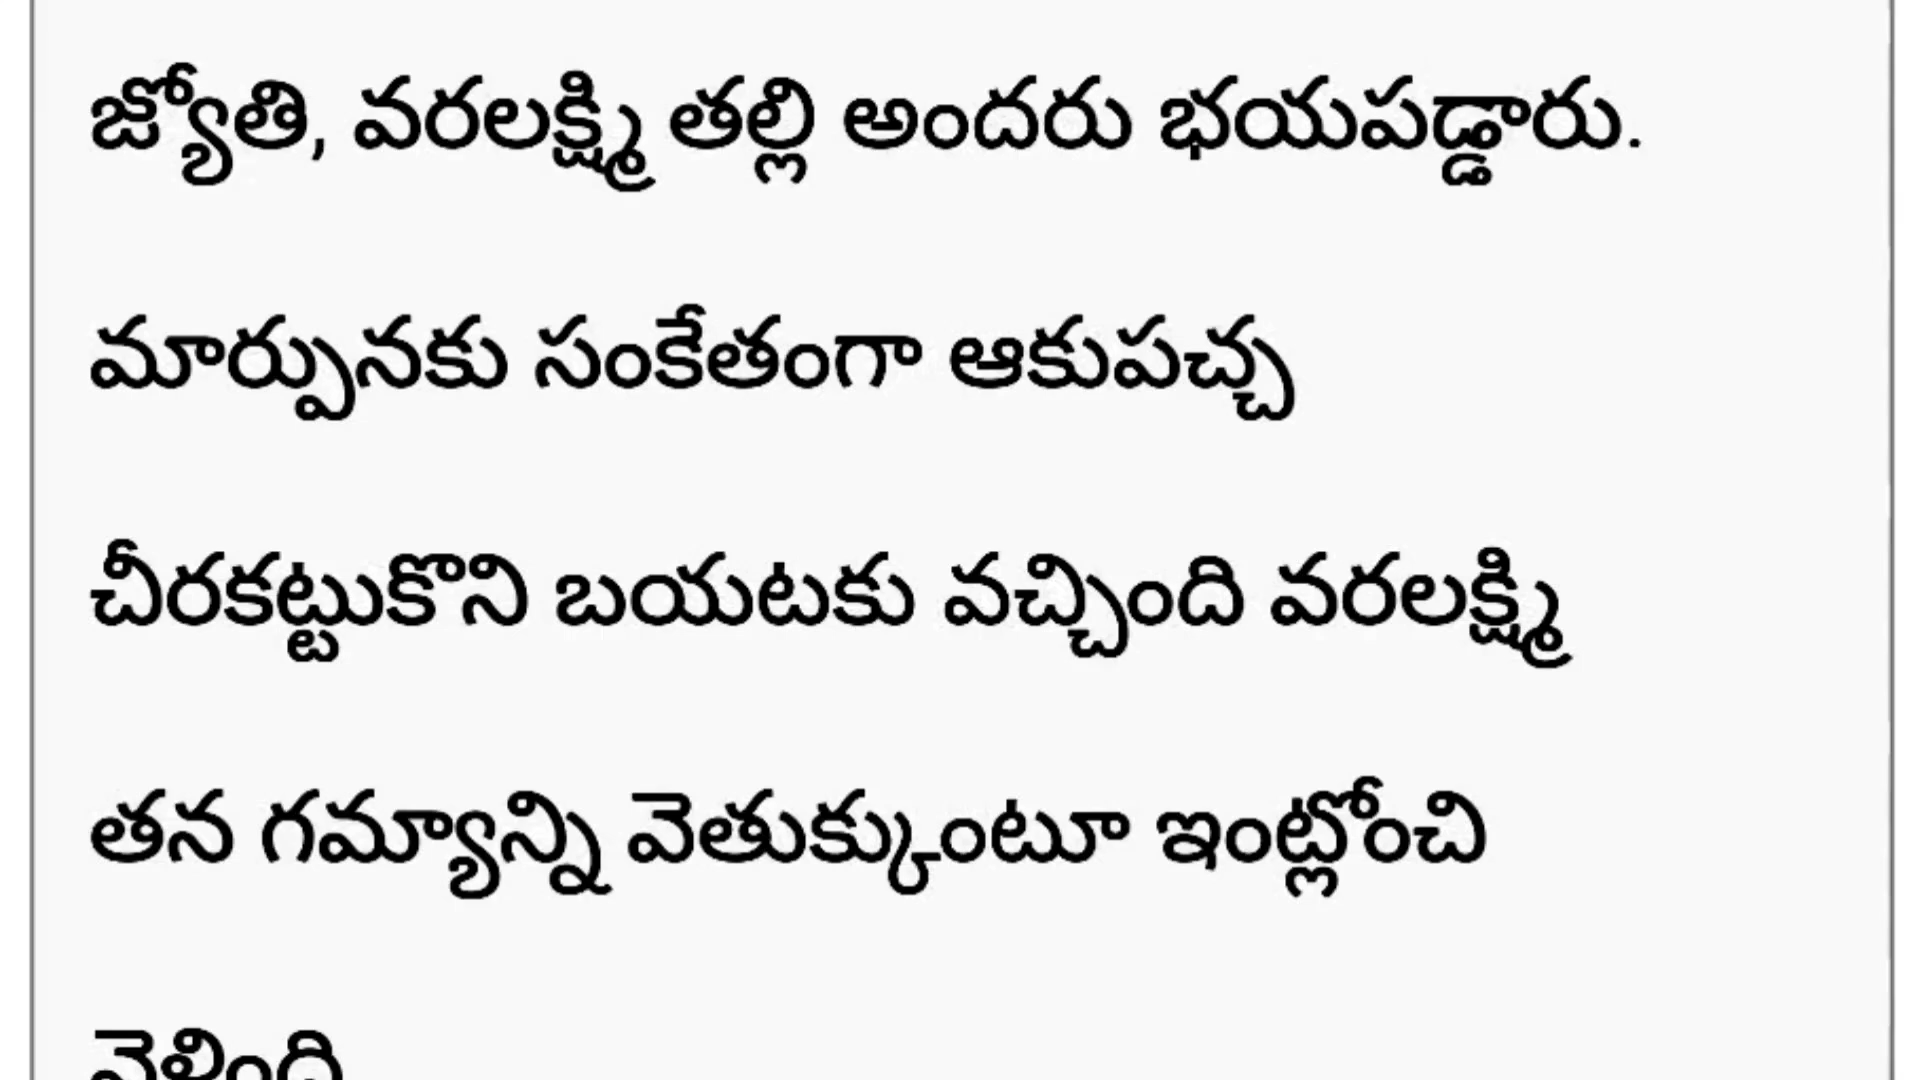 జ్యోతి, వరలక్ష్మి తల్లి అందరు భయపడ్డారు.
మార్పునకు సంకేతంగా ఆకుపచ్చ
చీరకట్టుకొని బయటకు వచ్చింది వరలక్ష్మి
తన గమ్యాన్ని వెతుక్కుంటూ ఇంట్లోంచి